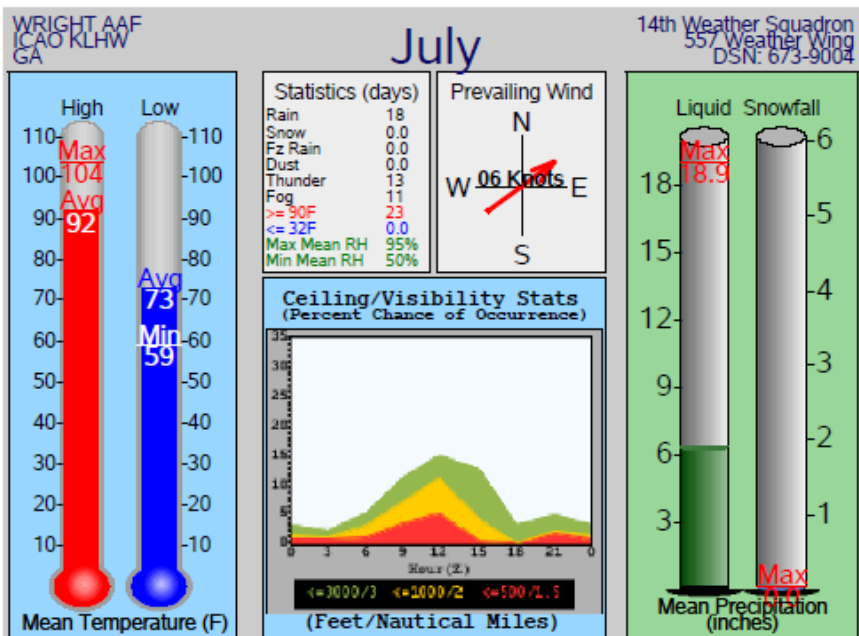 WRIGHT AAF
ICAO KLHW
GA
July
14th Weather Squadron
557 Weather Wing
DSN: 673-9004
High Low
110 110
Max
104
100 100
Avg
92
90 90
80 80
Avg
73
70 70
60 60
Min
59
50 50
40 40
30 30
20 20
10 10
Mean Temperature (F)
Statistics (days)
Rain 18
Snow 0.0
Fz Rain 0.0
Dust 0.0
Thunder 13
Fog 11
>= 90F 23
<= 32F 0.0
Max Mean RH 95%
Min Mean RH 50%
Prevailing Wind
N
W 06 Knots E
S
Ceiling/Visibility Stats
(Percent Chance of Occurrence)
35
30
25
20
15
10
5
0
0 3 6 9 12 15 18 21 0
Hour (Z)
<=3000/3 <=1000/2 <=500/1.5
(Feet/Nautical Miles)
Liquid Snowfall
Max
18.9
18
15
12
9
6
3
6
5
4
3
2
1
Max
0.0
Mean Precipitation
(inches)